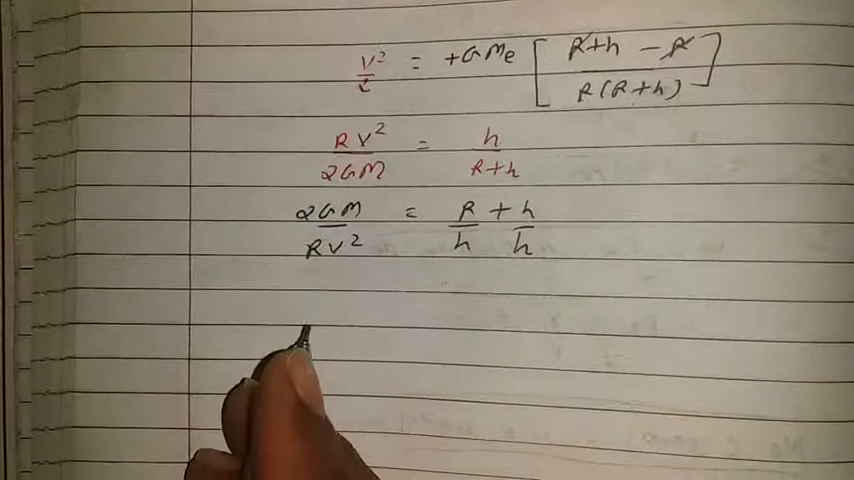 v²/2 = +GMe [ R+h - R / R(R+h) ]
RV²/2GM = h/R+h
2GM/RV² = R/h + h/h